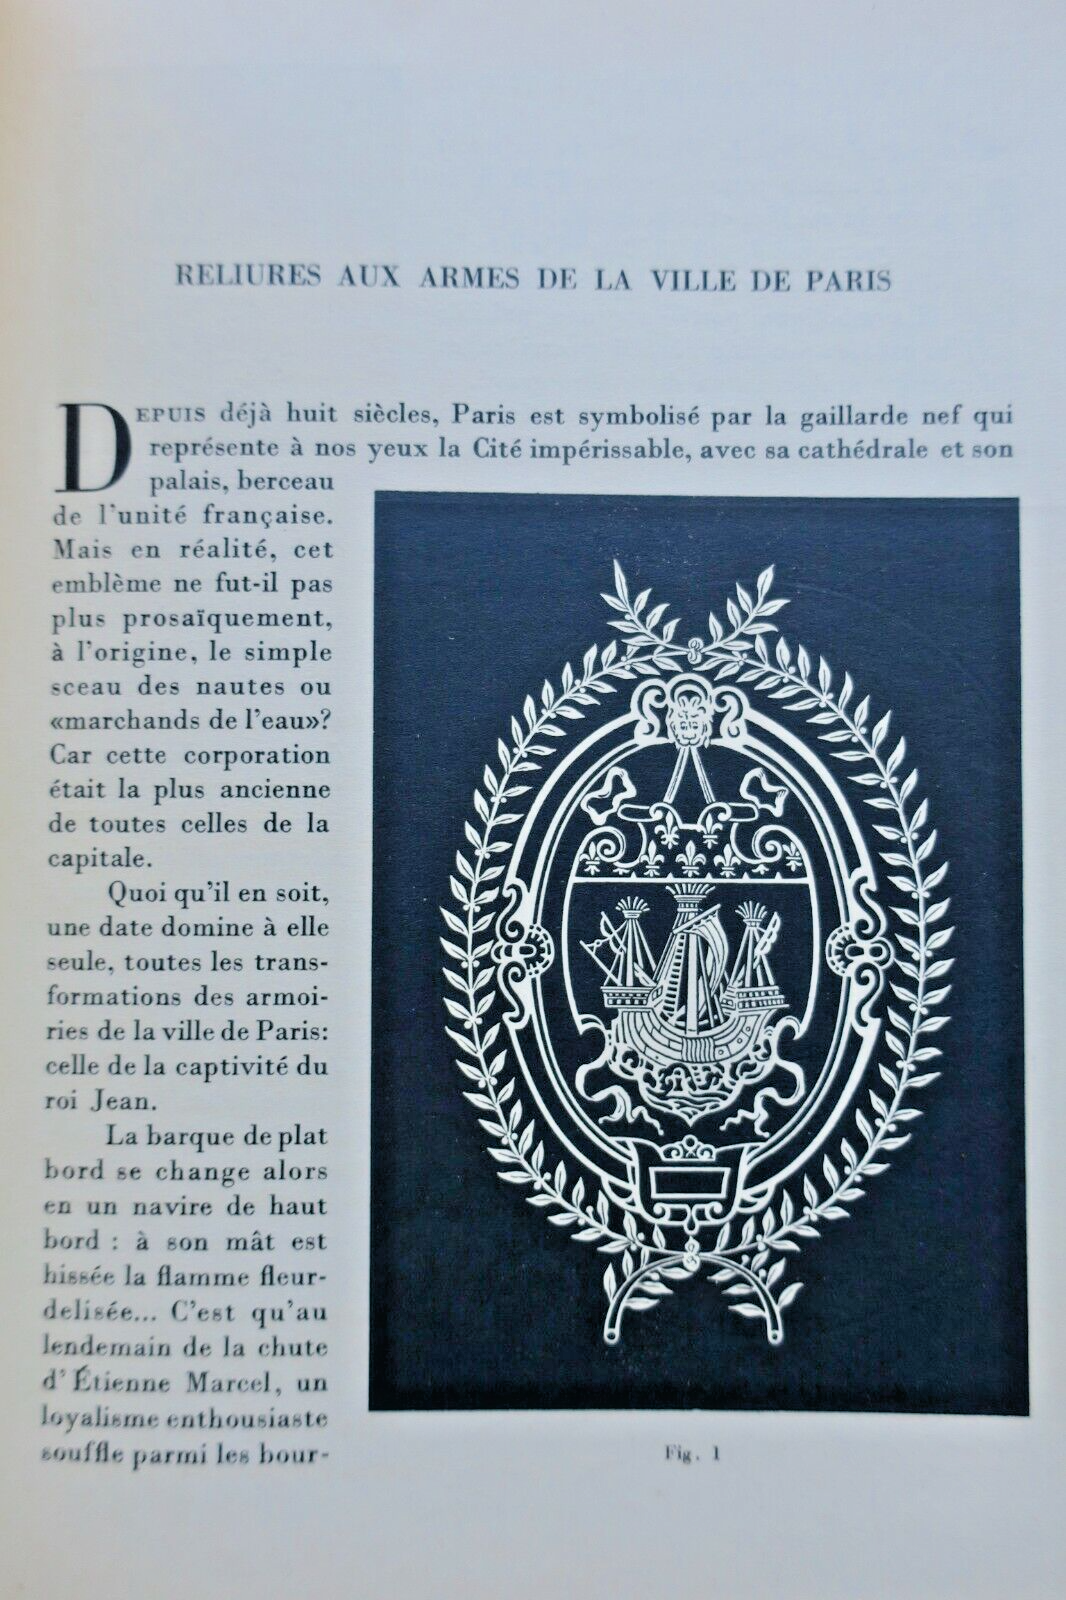 RELIURES AUX ARMES DE LA VILLE DE PARIS
DEPUIS déjà huit siècles, Paris est symbolisé par la gaillarde nef qui
représente à nos yeux la Cité impérissable, avec sa cathédrale et son
palais, berceau
de l'unité française.
Mais en réalité, cet
emblème ne fut-il pas
plus prosaïquement,
à l'origine, le simple
sceau des nautes ou
«marchands de l'eau»?
Car cette corporation
était la plus ancienne
de toutes celles de la
capitale.
Quoi qu'il en soit,
une date domine à elle
seule, toutes les trans-
formations des armoi-
ries de la ville de Paris:
celle de la captivité du
roi Jean.
La barque de plat
bord se change alors
en un navire de haut
bord : à son mât est
hissée la flamme fleur-
delisée... C'est qu'au
lendemain de la chute
d'Étienne Marcel, un
loyalisme enthousiaste
souffle parmi les bour-
Fig. 1